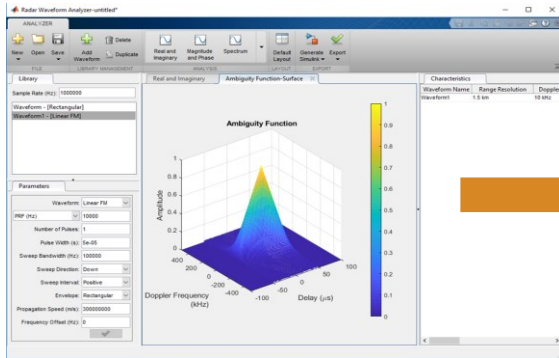 Radar Waveform Analyzer-untitled*
ANALYZER
New
Open
Save
Add Waveform
Delete
Duplicate
Real and Imaginary
Magnitude and Phase
Spectrum
Default Layout
Generate Simulink
Export
FILE
LIBRARY MANAGEMENT
ANALYSIS
LAYOUT
EXPORT
Library
Sample Rate (Hz): 1000000
Waveform - [Rectangular]
Waveform1 - [Linear FM]
Parameters
Waveform: Linear FM
PRF (Hz) 10000
Number of Pulses: 1
Pulse Width (s): 5e-05
Sweep Bandwidth (Hz): 100000
Sweep Direction: Down
Sweep Interval: Positive
Envelope: Rectangular
Propagation Speed (m/s): 300000000
Frequency Offset (Hz): 0
Real and Imaginary
Ambiguity Function-Surface
Ambiguity Function
Amplitude
1
0.8
0.6
0.4
0.2
0
400
200
0
-200
-400
Doppler Frequency (kHz)
-100
-50
0
50
100
Delay (μs)
1
0.9
0.8
0.7
0.6
0.5
0.4
0.3
0.2
0.1
0
Characteristics
Waveform Name Range Resolution Doppler
Waveform1 1.5 km 10 kHz